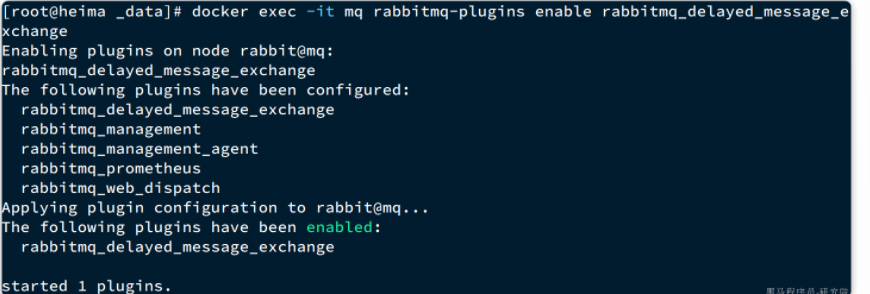 [root@heima _data]# docker exec -it mq rabbitmq-plugins enable rabbitmq_delayed_message_e
xchange
Enabling plugins on node rabbit@mq:
rabbitmq_delayed_message_exchange
The following plugins have been configured:
  rabbitmq_delayed_message_exchange
  rabbitmq_management
  rabbitmq_management_agent
  rabbitmq_prometheus
  rabbitmq_web_dispatch
Applying plugin configuration to rabbit@mq...
The following plugins have been enabled:
  rabbitmq_delayed_message_exchange
started 1 plugins.
黑马程序员-研究院